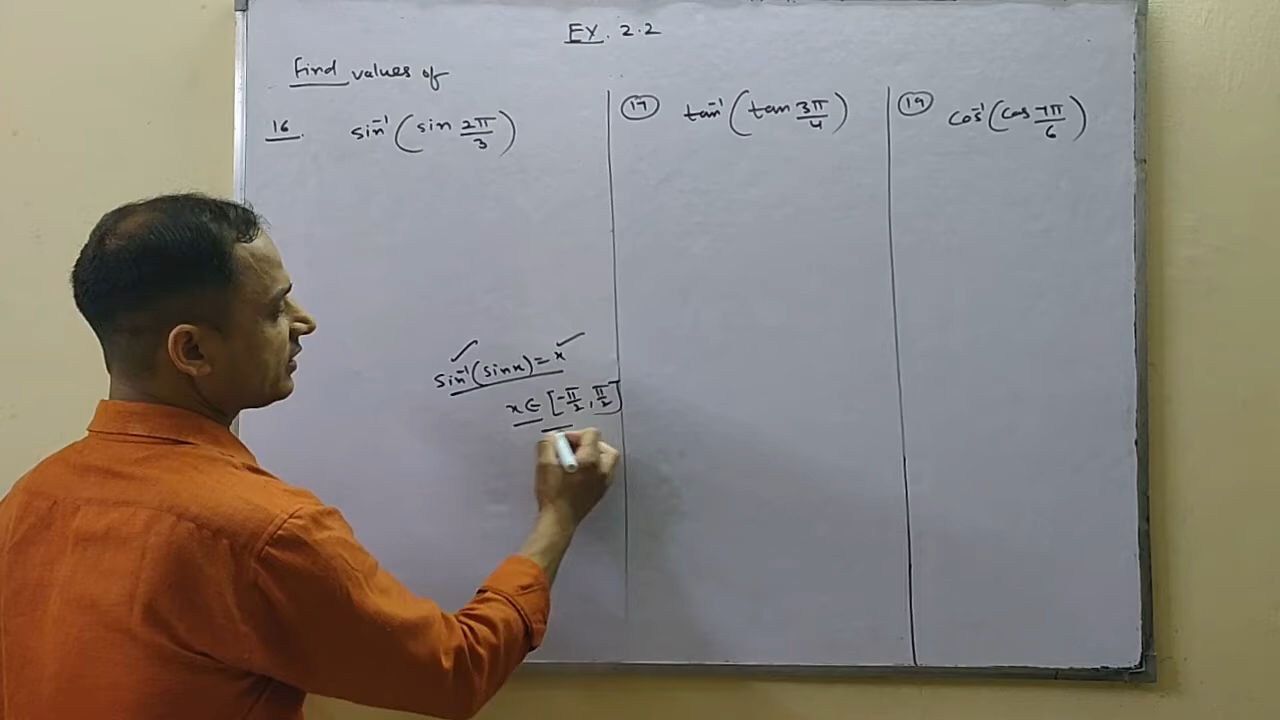 EX. 2.2
Find values of
16. sin⁻¹(sin 2π/3)
sin⁻¹(sinx)=x
x∈[-π/2, π/2]
17 tan⁻¹(tan 3π/4)
19 cos⁻¹(cos 7π/6)